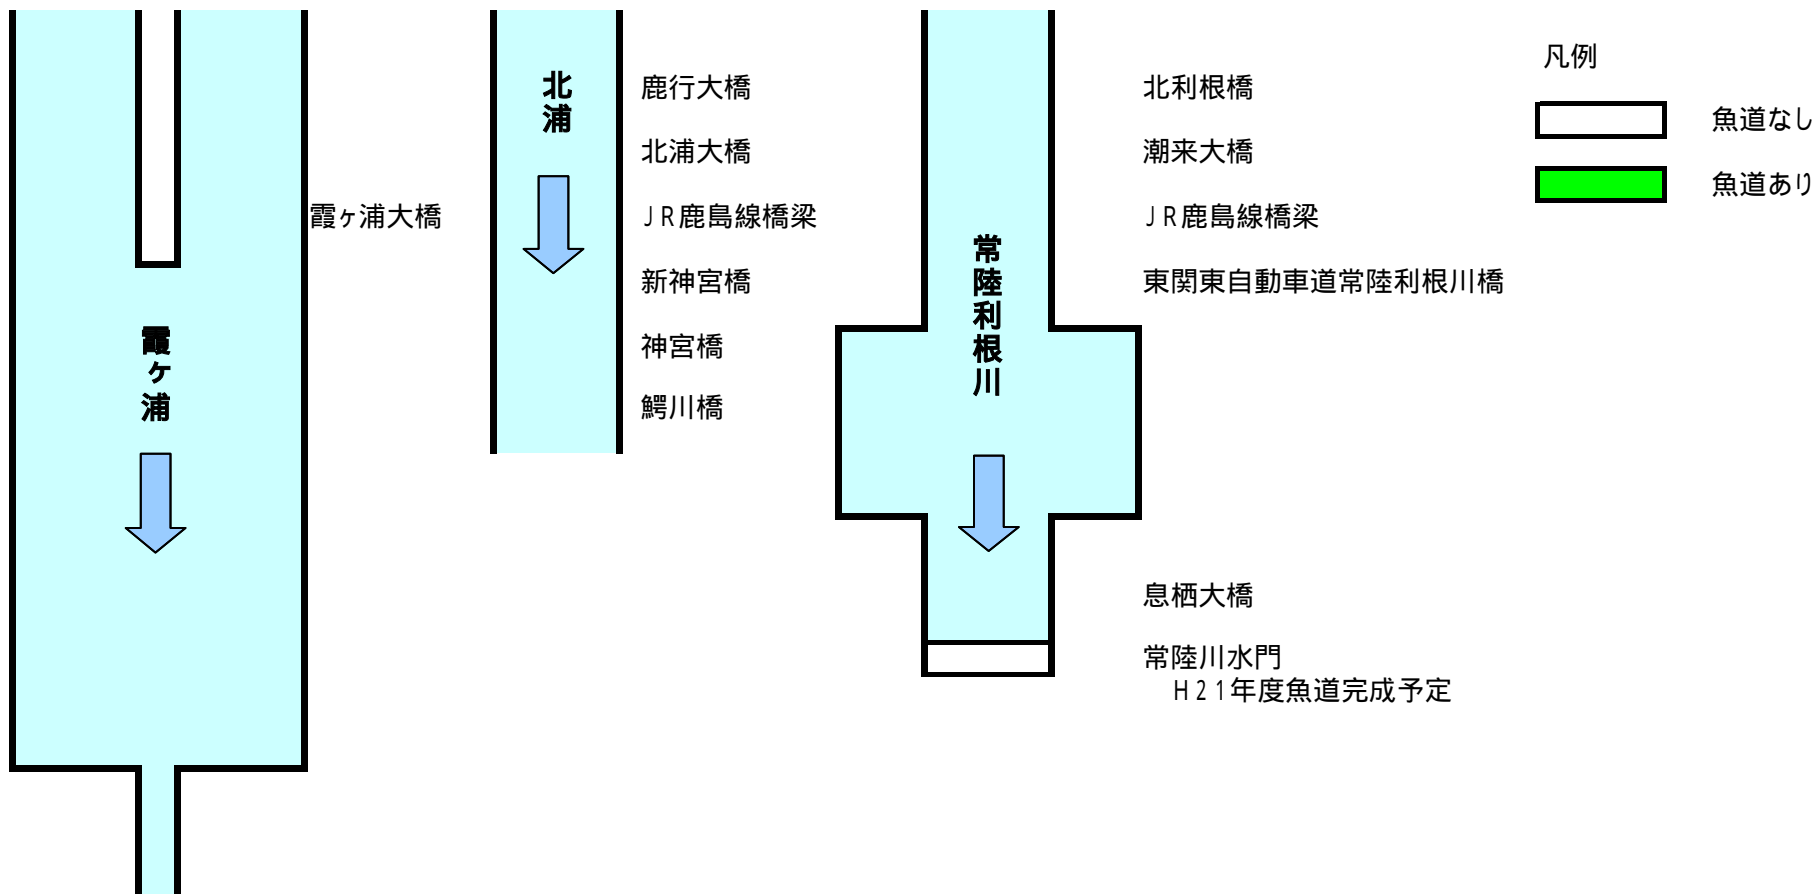 霞ヶ浦
霞ヶ浦大橋
北浦
鹿行大橋
北浦大橋
JR鹿島線橋梁
新神宮橋
神宮橋
鰐川橋
常陸利根川
北利根橋
潮来大橋
JR鹿島線橋梁
東関東自動車道常陸利根川橋
息栖大橋
常陸川水門
H21年度魚道完成予定
凡例
魚道なし
魚道あり